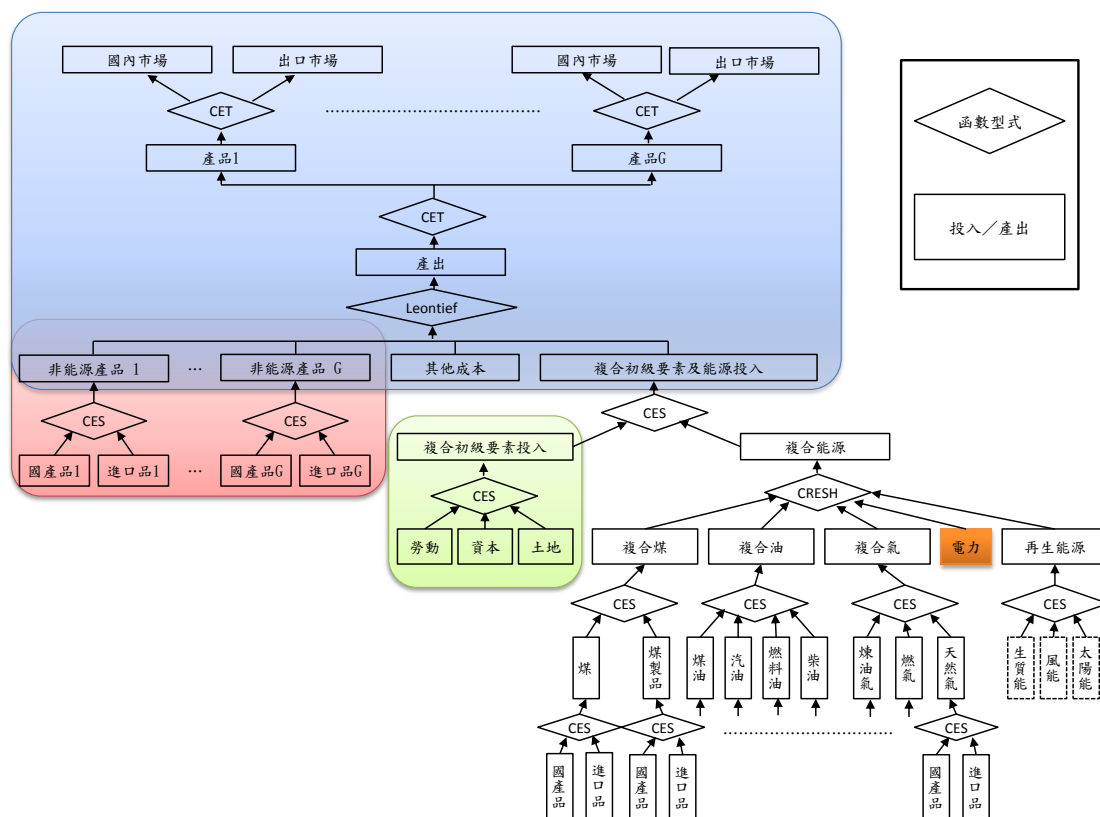 國內市場
出口市場
國內市場
出口市場
CET
CET
函數型式
產品1
產品G
CET
投入／產出
產出
Leontief
非能源產品 1
…
非能源產品 G
其他成本
複合初級要素及能源投入
CES
CES
CES
複合初級要素投入
複合能源
國產品1
進口品1
…
國產品G
進口品G
CES
CRESH
勞動
資本
土地
複合煤
複合油
複合氣
電力
再生能源
CES
CES
CES
CES
煤
煤製品
煤油
汽油
燃料油
柴油
煉油氣
燃氣
天然氣
生質能
風能
太陽能
CES
CES
CES
國產品
進口品
國產品
進口品
國產品
進口品